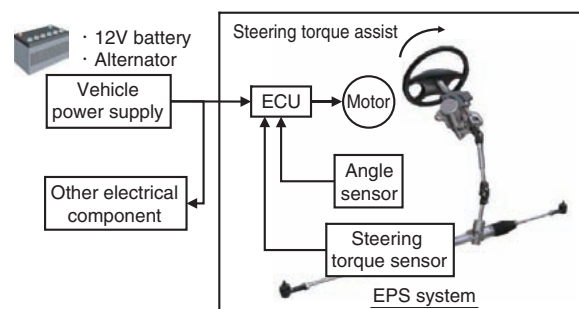 ・12V battery
・Alternator
Steering torque assist
Vehicle
power supply
ECU
Motor
Angle
sensor
Other electrical
component
Steering
torque sensor
EPS system